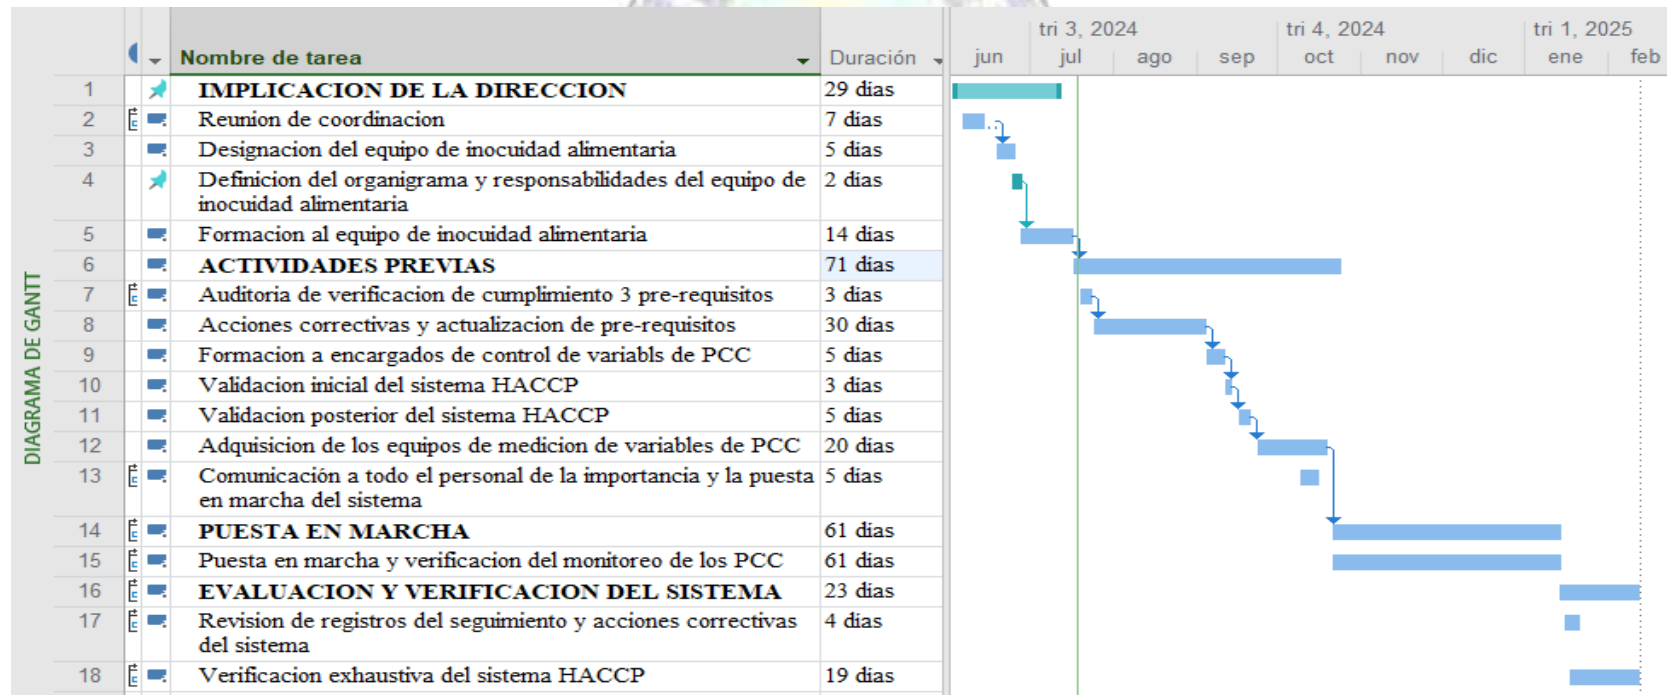 tri 3, 2024 tri 4, 2024 tri 1, 2025
Nombre de tarea Duración jun jul ago sep oct nov dic ene feb
1 IMPLICACION DE LA DIRECCION 29 dias
2 Reunion de coordinacion 7 dias
3 Designacion del equipo de inocuidad alimentaria 5 dias
4 Definicion del organigrama y responsabilidades del equipo de 2 dias
inocuidad alimentaria
5 Formacion al equipo de inocuidad alimentaria 14 dias
6 ACTIVIDADES PREVIAS 71 dias
7 Auditoria de verificacion de cumplimiento 3 pre-requisitos 3 dias
8 Acciones correctivas y actualizacion de pre-requisitos 30 dias
9 Formacion a encargados de control de variabls de PCC 5 dias
10 Validacion inicial del sistema HACCP 3 dias
11 Validacion posterior del sistema HACCP 5 dias
12 Adquisicion de los equipos de medicion de variables de PCC 20 dias
13 Comunicación a todo el personal de la importancia y la puesta 5 dias
en marcha del sistema
14 PUESTA EN MARCHA 61 dias
15 Puesta en marcha y verificacion del monitoreo de los PCC 61 dias
16 EVALUACION Y VERIFICACION DEL SISTEMA 23 dias
17 Revision de registros del seguimiento y acciones correctivas 4 dias
del sistema
18 Verificacion exhaustiva del sistema HACCP 19 dias
DIAGRAMA DE GANTT